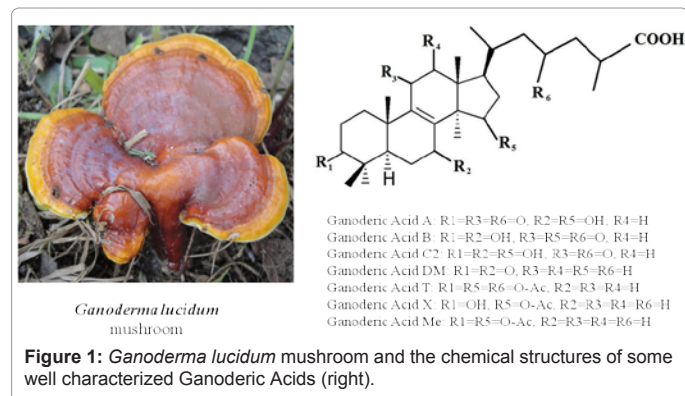 COOH
R4
R3
R6
R5
R1
R2
H
Ganoderic Acid A: R1=R3=R6=O, R2=R5=OH, R4=H
Ganoderic Acid B: R1=R2=OH, R3=R5=R6=O, R4=H
Ganoderic Acid C2: R1=R2=R5=OH, R3=R6=O, R4=H
Ganoderic Acid DM: R1=R2=O, R3=R4=R5=R6=H
Ganoderic Acid T: R1=R5=R6=O-Ac, R2=R3=R4=H
Ganoderic Acid X: R1=OH, R5=O-Ac, R2=R3=R4=R6=H
Ganoderic Acid Me: R1=R5=O-Ac, R2=R3=R4=R6=H
Ganoderma lucidum
mushroom
Figure 1: Ganoderma lucidum mushroom and the chemical structures of some
well characterized Ganoderic Acids (right).